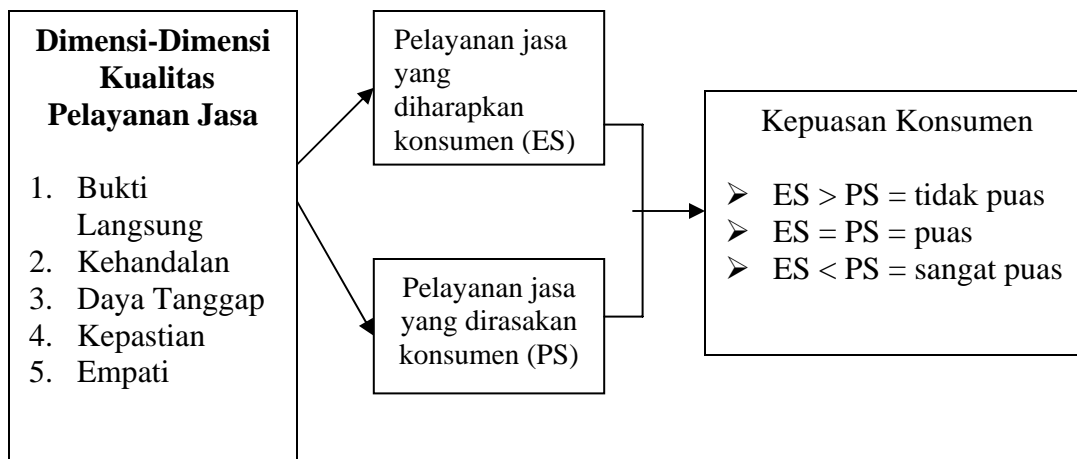 Dimensi-Dimensi
Kualitas
Pelayanan Jasa
1. Bukti
Langsung
2. Kehandalan
3. Daya Tanggap
4. Kepastian
5. Empati
Pelayanan jasa
yang
diharapkan
konsumen (ES)
Pelayanan jasa
yang dirasakan
konsumen (PS)
Kepuasan Konsumen
➢ ES > PS = tidak puas
➢ ES = PS = puas
➢ ES < PS = sangat puas